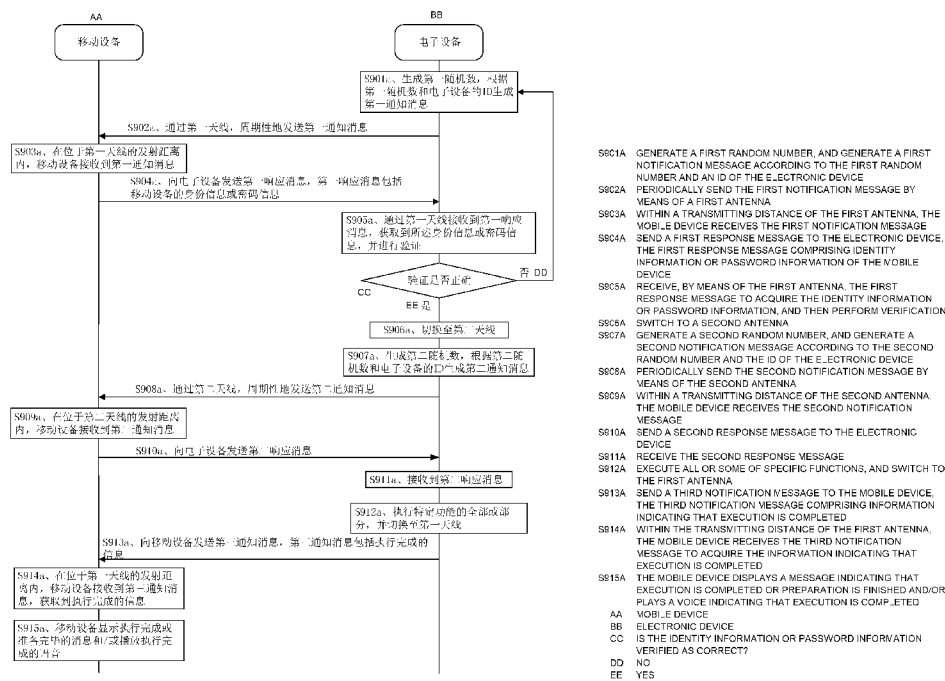 AA
BB
移动设备
电子设备
S901a、生成第一随机数，根据
第一随机数和电子设备的ID生成
第一通知消息
S902a、通过第一天线，周期性地发送第一通知消息
S903a、在位于第一天线的发射距离
内，移动设备接收到第一通知消息
S904a、向电子设备发送第一响应消息，第一响应消息包括
移动设备的身份信息或密码信息
S905a、通过第一天线接收到第一响应
消息，获取到所述身份信息或密码信
息，并进行验证
验证是否正确
否 DD
CC
EE 是
S906a、切换至第二天线
S907a、生成第二随机数，根据第二随
机数和电子设备的ID生成第二通知消息
S908a、通过第二天线，周期性地发送第二通知消息
S909a、在位于第二天线的发射距离
内，移动设备接收到第二通知消息
S910a、向电子设备发送第二响应消息
S911a、接收到第二响应消息
S912a、执行特定功能的全部或部
分，并切换至第一天线
S913a、向移动设备发送第三通知消息，第三通知消息包括执行完成的
信息
S914a、在位于第一天线的发射距
离内，移动设备接收到第三通知消
息，获取到执行完成的信息
S915a、移动设备显示执行完成或
准备完毕的消息和/或播放执行完
成的语音
S901A GENERATE A FIRST RANDOM NUMBER, AND GENERATE A FIRST
NOTIFICATION MESSAGE ACCORDING TO THE FIRST RANDOM
NUMBER AND AN ID OF THE ELECTRONIC DEVICE
S902A PERIODICALLY SEND THE FIRST NOTIFICATION MESSAGE BY
MEANS OF A FIRST ANTENNA
S903A WITHIN A TRANSMITTING DISTANCE OF THE FIRST ANTENNA, THE
MOBILE DEVICE RECEIVES THE FIRST NOTIFICATION MESSAGE
S904A SEND A FIRST RESPONSE MESSAGE TO THE ELECTRONIC DEVICE,
THE FIRST RESPONSE MESSAGE COMPRISING IDENTITY
INFORMATION OR PASSWORD INFORMATION OF THE MOBILE
DEVICE
S905A RECEIVE, BY MEANS OF THE FIRST ANTENNA, THE FIRST
RESPONSE MESSAGE TO ACQUIRE THE IDENTITY INFORMATION
OR PASSWORD INFORMATION, AND THEN PERFORM VERIFICATION
S906A SWITCH TO A SECOND ANTENNA
S907A GENERATE A SECOND RANDOM NUMBER, AND GENERATE A
SECOND NOTIFICATION MESSAGE ACCORDING TO THE SECOND
RANDOM NUMBER AND THE ID OF THE ELECTRONIC DEVICE
S908A PERIODICALLY SEND THE SECOND NOTIFICATION MESSAGE BY
MEANS OF THE SECOND ANTENNA
S909A WITHIN A TRANSMITTING DISTANCE OF THE SECOND ANTENNA,
THE MOBILE DEVICE RECEIVES THE SECOND NOTIFICATION
MESSAGE
S910A SEND A SECOND RESPONSE MESSAGE TO THE ELECTRONIC
DEVICE
S911A RECEIVE THE SECOND RESPONSE MESSAGE
S912A EXECUTE ALL OR SOME OF SPECIFIC FUNCTIONS, AND SWITCH TO
THE FIRST ANTENNA
S913A SEND A THIRD NOTIFICATION MESSAGE TO THE MOBILE DEVICE,
THE THIRD NOTIFICATION MESSAGE COMPRISING INFORMATION
INDICATING THAT EXECUTION IS COMPLETED
S914A WITHIN THE TRANSMITTING DISTANCE OF THE FIRST ANTENNA,
THE MOBILE DEVICE RECEIVES THE THIRD NOTIFICATION
MESSAGE TO ACQUIRE THE INFORMATION INDICATING THAT
EXECUTION IS COMPLETED
S915A THE MOBILE DEVICE DISPLAYS A MESSAGE INDICATING THAT
EXECUTION IS COMPLETED OR PREPARATION IS FINISHED AND/OR
PLAYS A VOICE INDICATING THAT EXECUTION IS COMPLETED
AA MOBILE DEVICE
BB ELECTRONIC DEVICE
CC IS THE IDENTITY INFORMATION OR PASSWORD INFORMATION
VERIFIED AS CORRECT?
DD NO
EE YES